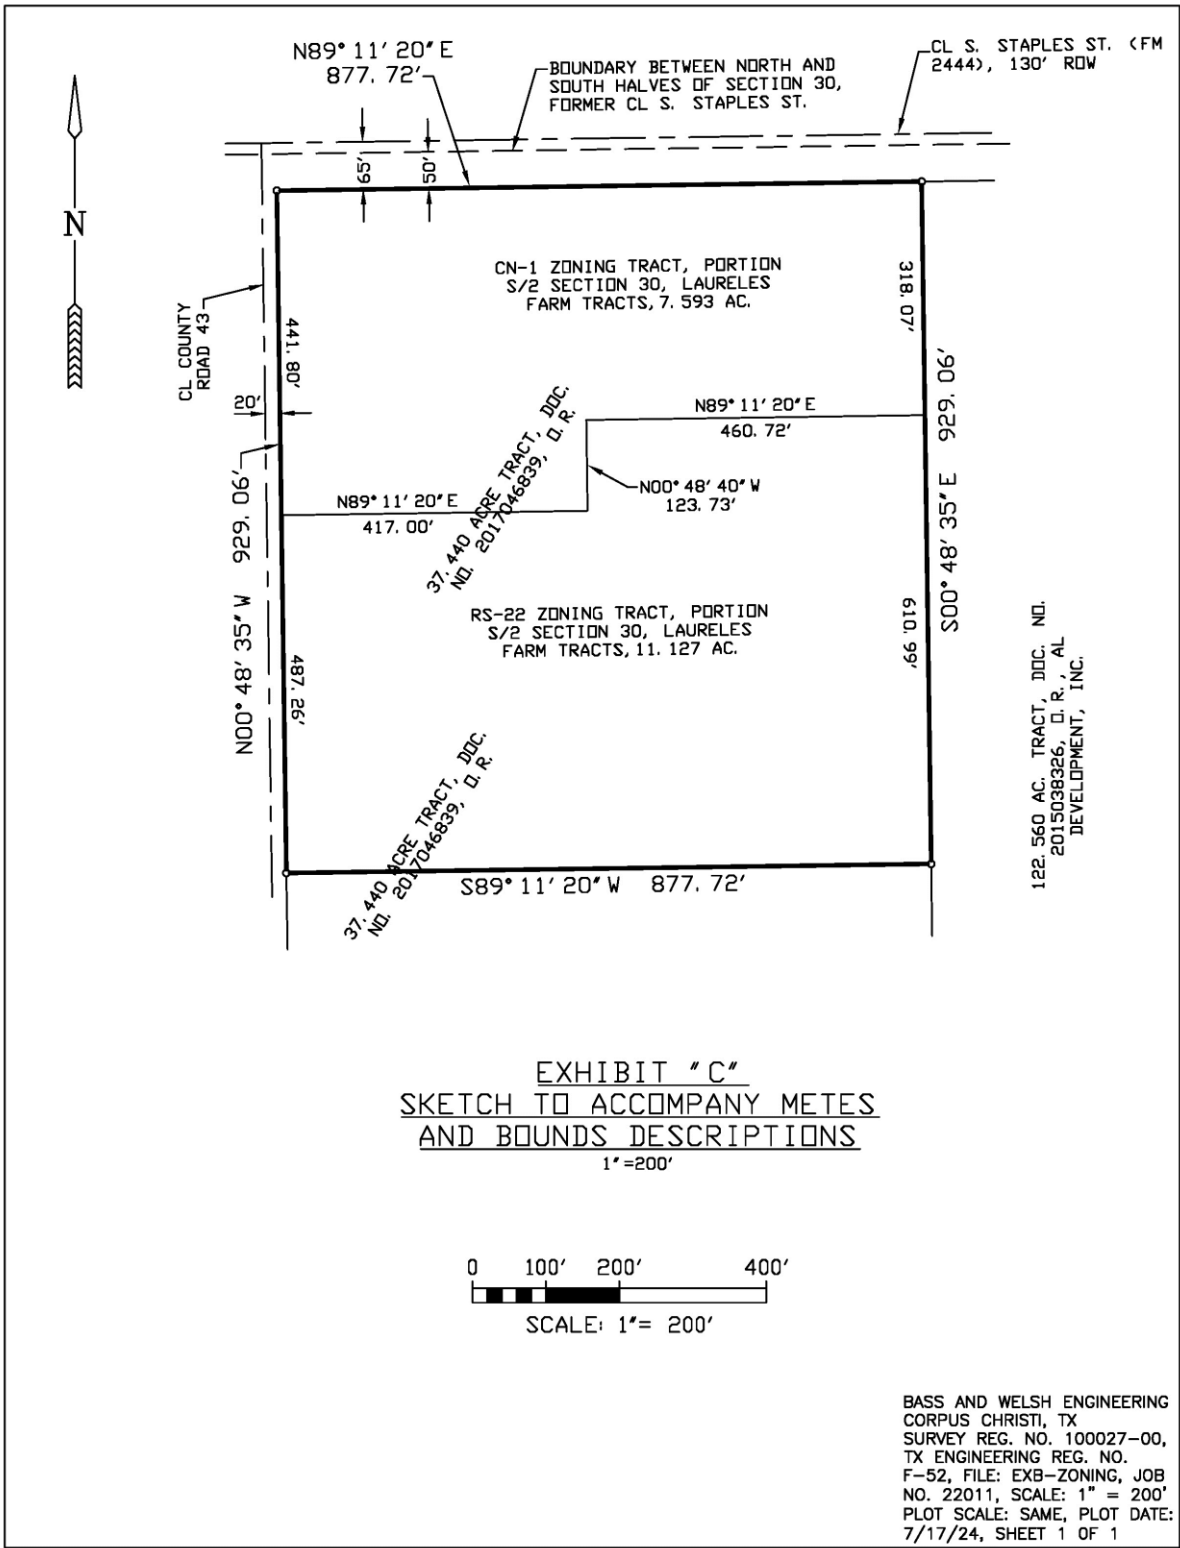 N89° 11' 20" E
877. 72'
BOUNDARY BETWEEN NORTH AND
SOUTH HALVES OF SECTION 30,
FORMER CL S. STAPLES ST.
CL S. STAPLES ST. (FM
2444), 130' ROW
65'
50'
N
CL COUNTY
ROAD 43
20'
CN-1 ZONING TRACT, PORTION
S/2 SECTION 30, LAURELES
FARM TRACTS, 7. 593 AC.
441. 80'
318. 07'
N00° 48' 35" W 929. 06'
S00° 48' 35" E 929. 06'
37. 440 ACRE TRACT, DOC.
NO. 2017046839, O. R.
N89° 11' 20" E
460. 72'
N00° 48' 40" W
123. 73'
N89° 11' 20" E
417. 00'
RS-22 ZONING TRACT, PORTION
S/2 SECTION 30, LAURELES
FARM TRACTS, 11. 127 AC.
487. 26'
610. 99'
37. 440 ACRE TRACT, DOC.
NO. 2017046839, O. R.
S89° 11' 20" W 877. 72'
122. 560 AC. TRACT, DOC. NO.
2015038326, O. R., AL
DEVELOPMENT, INC.
EXHIBIT "C"
SKETCH TO ACCOMPANY METES
AND BOUNDS DESCRIPTIONS
1"=200'
0 100' 200' 400'
SCALE: 1"= 200'
BASS AND WELSH ENGINEERING
CORPUS CHRISTI, TX
SURVEY REG. NO. 100027-00,
TX ENGINEERING REG. NO.
F-52, FILE: EXB-ZONING, JOB
NO. 22011, SCALE: 1" = 200'
PLOT SCALE: SAME, PLOT DATE:
7/17/24, SHEET 1 OF 1